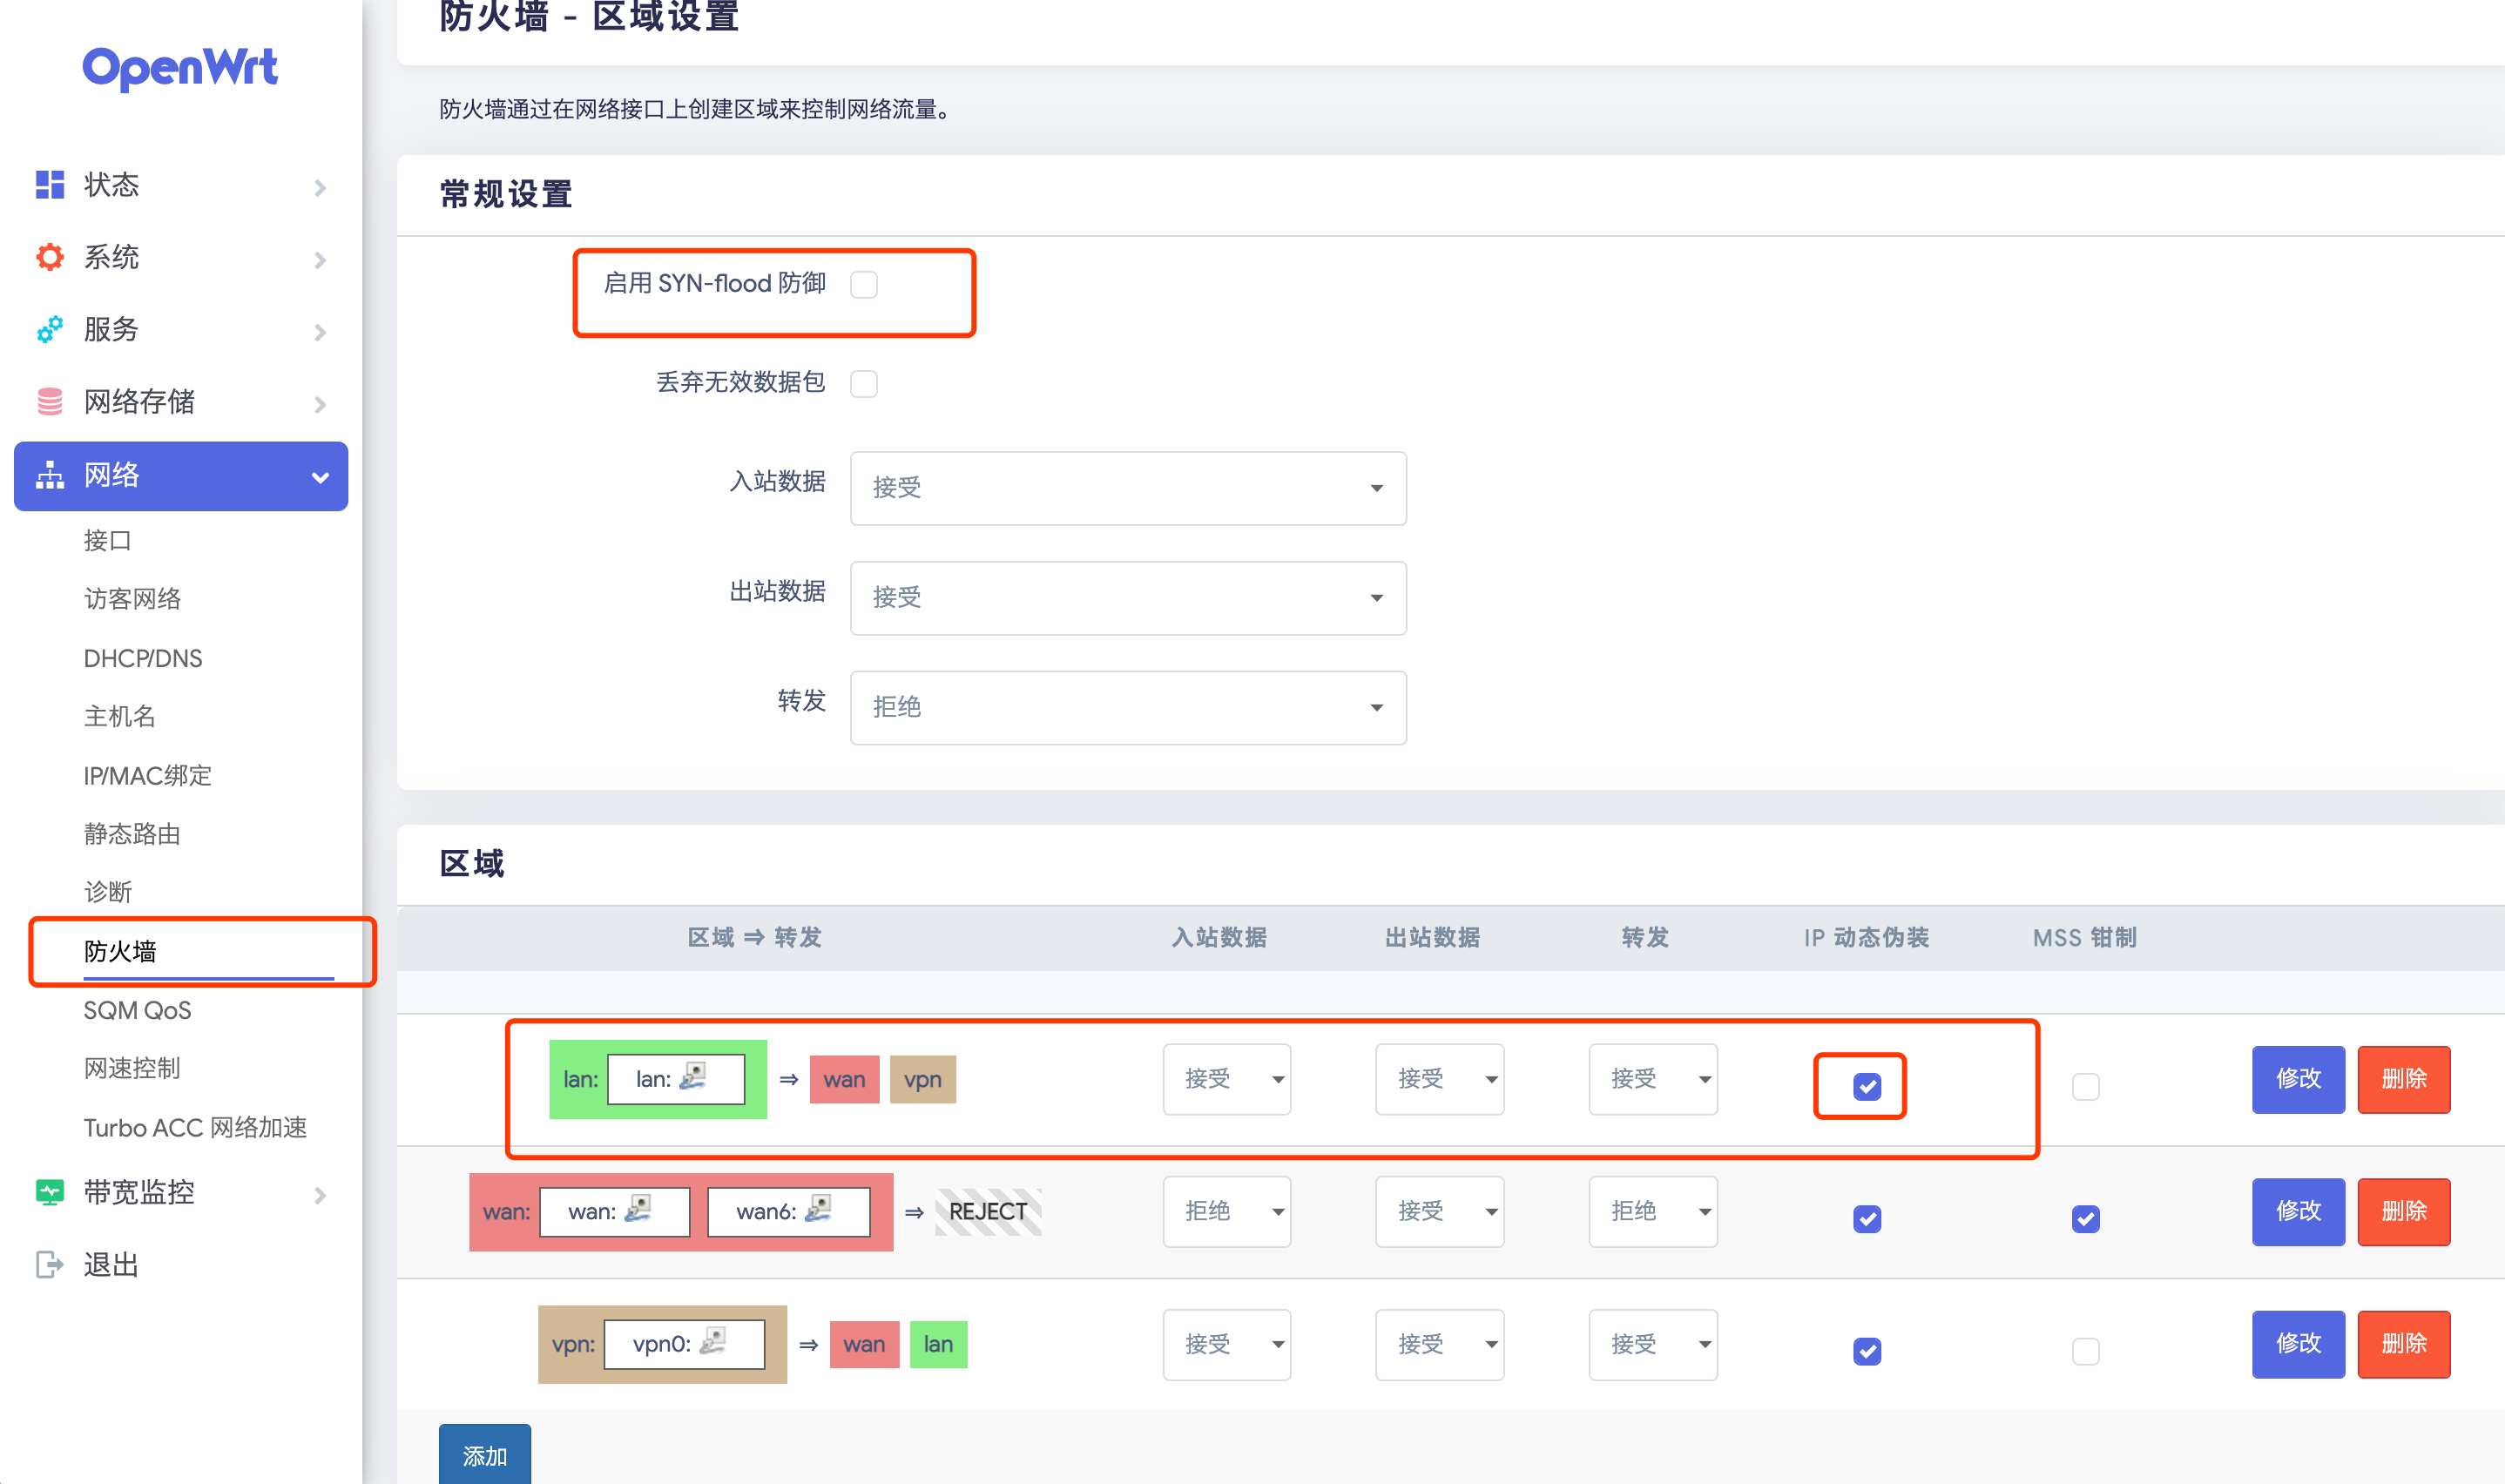 OpenWrt
状态
系统
服务
网络存储
网络
接口
访客网络
DHCP/DNS
主机名
IP/MAC绑定
静态路由
诊断
防火墙
SQM QoS
网速控制
Turbo ACC 网络加速
带宽监控
退出
防火墙 - 区域设置
防火墙通过在网络接口上创建区域来控制网络流量。
常规设置
启用 SYN-flood 防御
丢弃无效数据包
入站数据 接受
出站数据 接受
转发 拒绝
区域
区域 ⇒ 转发 入站数据 出站数据 转发 IP 动态伪装 MSS 钳制
lan: lan: ⇒ wan vpn 接受 接受 接受 修改 删除
wan: wan: wan6: ⇒ REJECT 拒绝 接受 拒绝 修改 删除
vpn: vpn0: ⇒ wan lan 接受 接受 接受 修改 删除
添加